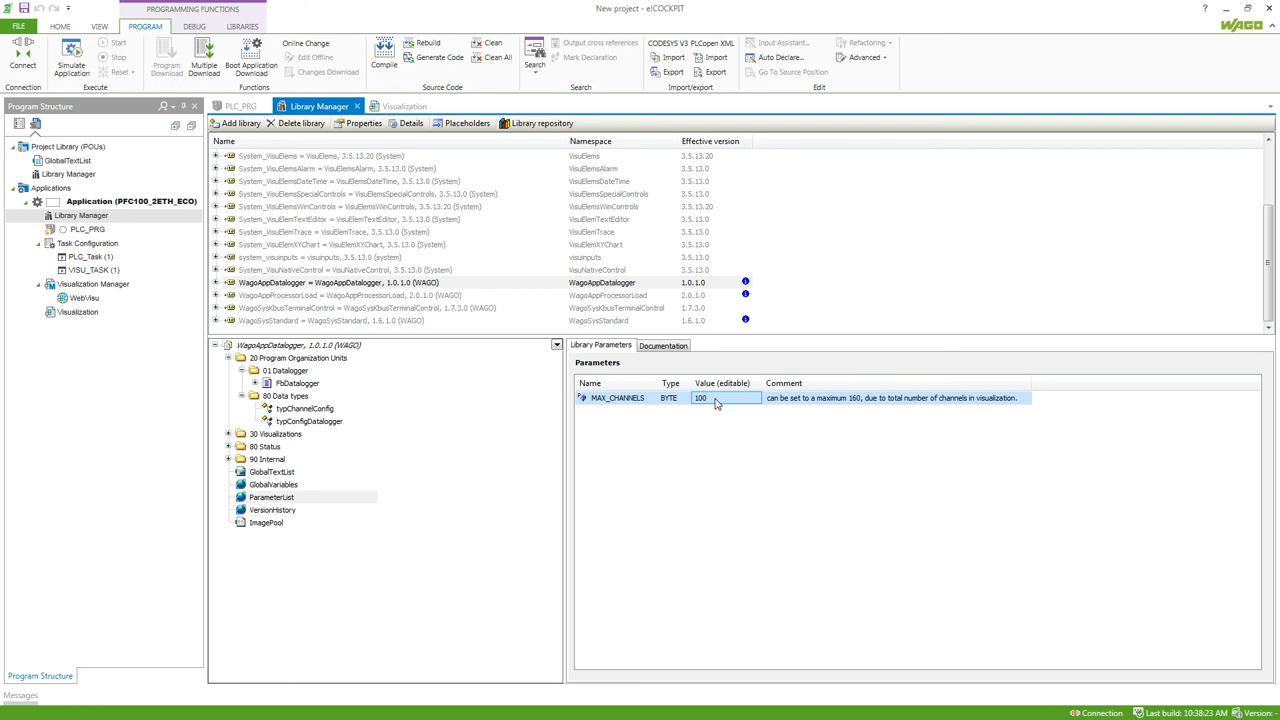 PROGRAMMING FUNCTIONS
New project - e!COCKPIT
FILE HOME VIEW PROGRAM DEBUG LIBRARIES
WAGO
Connect
Connection
Simulate Application
Start
Stop
Reset
Execute
Program Download
Multiple Download
Boot Application Download
Online Change
Edit Offline
Changes Download
Functions
Compile
Rebuild
Generate Code
Clean
Clean All
Source Code
Search
Output cross references
Mark Declaration
Search
CODESYS V3 PLCopen XML
Import Import
Export Export
Import/export
Input Assistant...
Auto Declare...
Go To Source Position
Refactoring
Advanced
Edit
Program Structure
PLC_PRG Library Manager Visualization
Add library Delete library Properties Details Placeholders Library repository
Project Library (POUs)
GlobalTextList
Library Manager
Applications
Application (PFC100_2ETH_ECO)
Library Manager
PLC_PRG
Task Configuration
PLC_Task (1)
VISU_TASK (1)
Visualization Manager
WebVisu
Visualization
Name Namespace Effective version
System_VisuElems = VisuElems, 3.5.13.20 (System) VisuElems 3.5.13.20
System_VisuElemsAlarm = VisuElemsAlarm, 3.5.13.0 (System) VisuElemsAlarm 3.5.13.0
System_VisuElemsDateTime = VisuElemsDateTime, 3.5.13.0 (System) VisuElemsDateTime 3.5.13.0
System_VisuElemsSpecialControls = VisuElemsSpecialControls, 3.5.13.0 (System) VisuElemsSpecialControls 3.5.13.0
System_VisuElemsWinControls = VisuElemsWinControls, 3.5.13.20 (System) VisuElemsWinControls 3.5.13.20
System_VisuElemTextEditor = VisuElemTextEditor, 3.5.13.0 (System) VisuElemTextEditor 3.5.13.0
System_VisuElemTrace = VisuElemTrace, 3.5.13.0 (System) VisuElemTrace 3.5.13.0
System_VisuElemXYChart = VisuElemXYChart, 3.5.13.0 (System) VisuElemXYChart 3.5.13.0
system_visuinputs = visuinputs, 3.5.13.0 (System) visuinputs 3.5.13.0
System_VisuNativeControl = VisuNativeControl, 3.5.13.0 (System) VisuNativeControl 3.5.13.0
WagoAppDatalogger = WagoAppDatalogger, 1.0.1.0 (WAGO) WagoAppDatalogger 1.0.1.0
WagoAppProcessorLoad = WagoAppProcessorLoad, 2.0.1.0 (WAGO) WagoAppProcessorLoad 2.0.1.0
WagoSysKbusTerminalControl = WagoSysKbusTerminalControl, 1.7.3.0 (WAGO) WagoSysKbusTerminalControl 1.7.3.0
WagoSysStandard = WagoSysStandard, 1.6.1.0 (WAGO) WagoSysStandard 1.6.1.0
WagoAppDatalogger, 1.0.1.0 (WAGO)
20 Program Organization Units
01 Datalogger
FbDatalogger
80 Data types
typChannelConfig
typConfigDatalogger
30 Visualizations
80 Status
90 Internal
GlobalTextList
GlobalVariables
ParameterList
VersionHistory
ImagePool
Library Parameters Documentation
Parameters
Name Type Value (editable) Comment
MAX_CHANNELS BYTE 100 can be set to a maximum 160, due to total number of channels in visualization.
Program Structure
Messages
Connection Last build: 10:38:23 AM Version: -